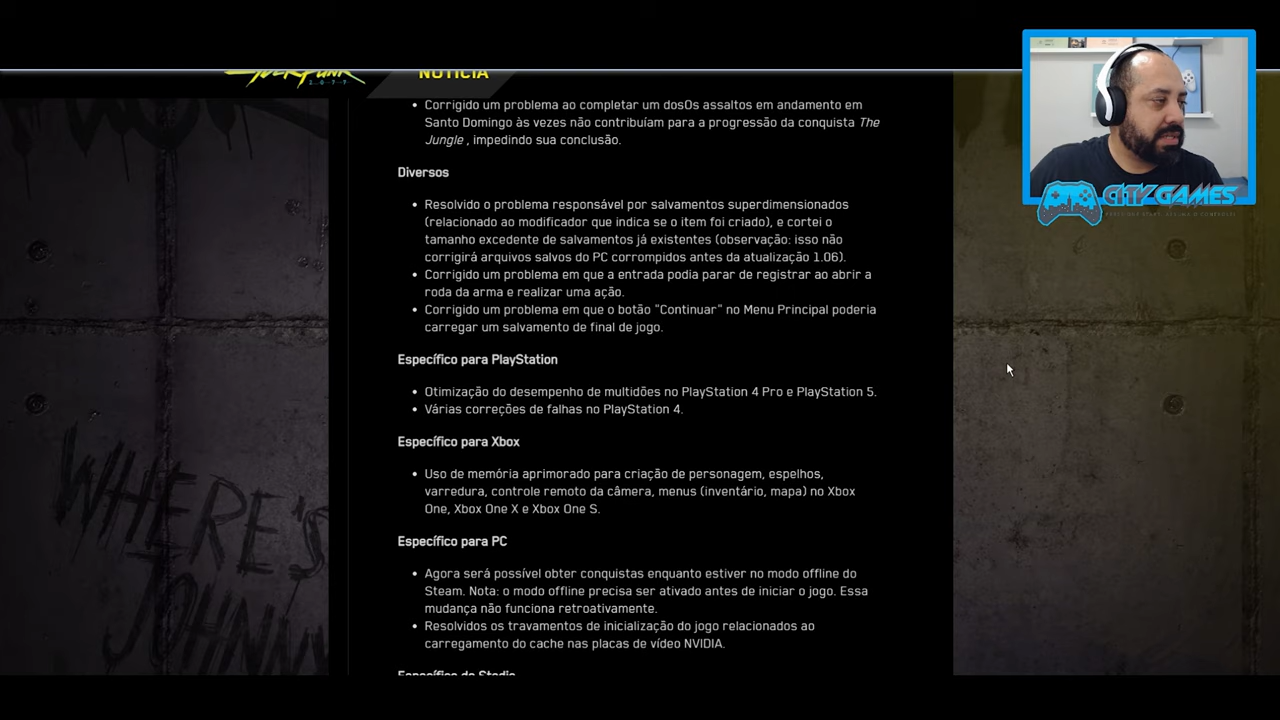 CYBERPUNK
2077
NOTÍCIA
• Corrigido um problema ao completar um dosOs assaltos em andamento em
Santo Domingo às vezes não contribuíam para a progressão da conquista The
Jungle , impedindo sua conclusão.
Diversos
• Resolvido o problema responsável por salvamentos superdimensionados
(relacionado ao modificador que indica se o item foi criado), e cortei o
tamanho excedente de salvamentos já existentes (observação: isso não
corrigirá arquivos salvos do PC corrompidos antes da atualização 1.06).
• Corrigido um problema em que a entrada podia parar de registrar ao abrir a
roda da arma e realizar uma ação.
• Corrigido um problema em que o botão "Continuar" no Menu Principal poderia
carregar um salvamento de final de jogo.
Específico para PlayStation
• Otimização do desempenho de multidões no PlayStation 4 Pro e PlayStation 5.
• Várias correções de falhas no PlayStation 4.
Específico para Xbox
• Uso de memória aprimorado para criação de personagem, espelhos,
varredura, controle remoto da câmera, menus (inventário, mapa) no Xbox
One, Xbox One X e Xbox One S.
Específico para PC
• Agora será possível obter conquistas enquanto estiver no modo offline do
Steam. Nota: o modo offline precisa ser ativado antes de iniciar o jogo. Essa
mudança não funciona retroativamente.
• Resolvidos os travamentos de inicialização do jogo relacionados ao
carregamento do cache nas placas de vídeo NVIDIA.
Específico do Stadia
CITY GAMES
WHERE'S
JOHNNY